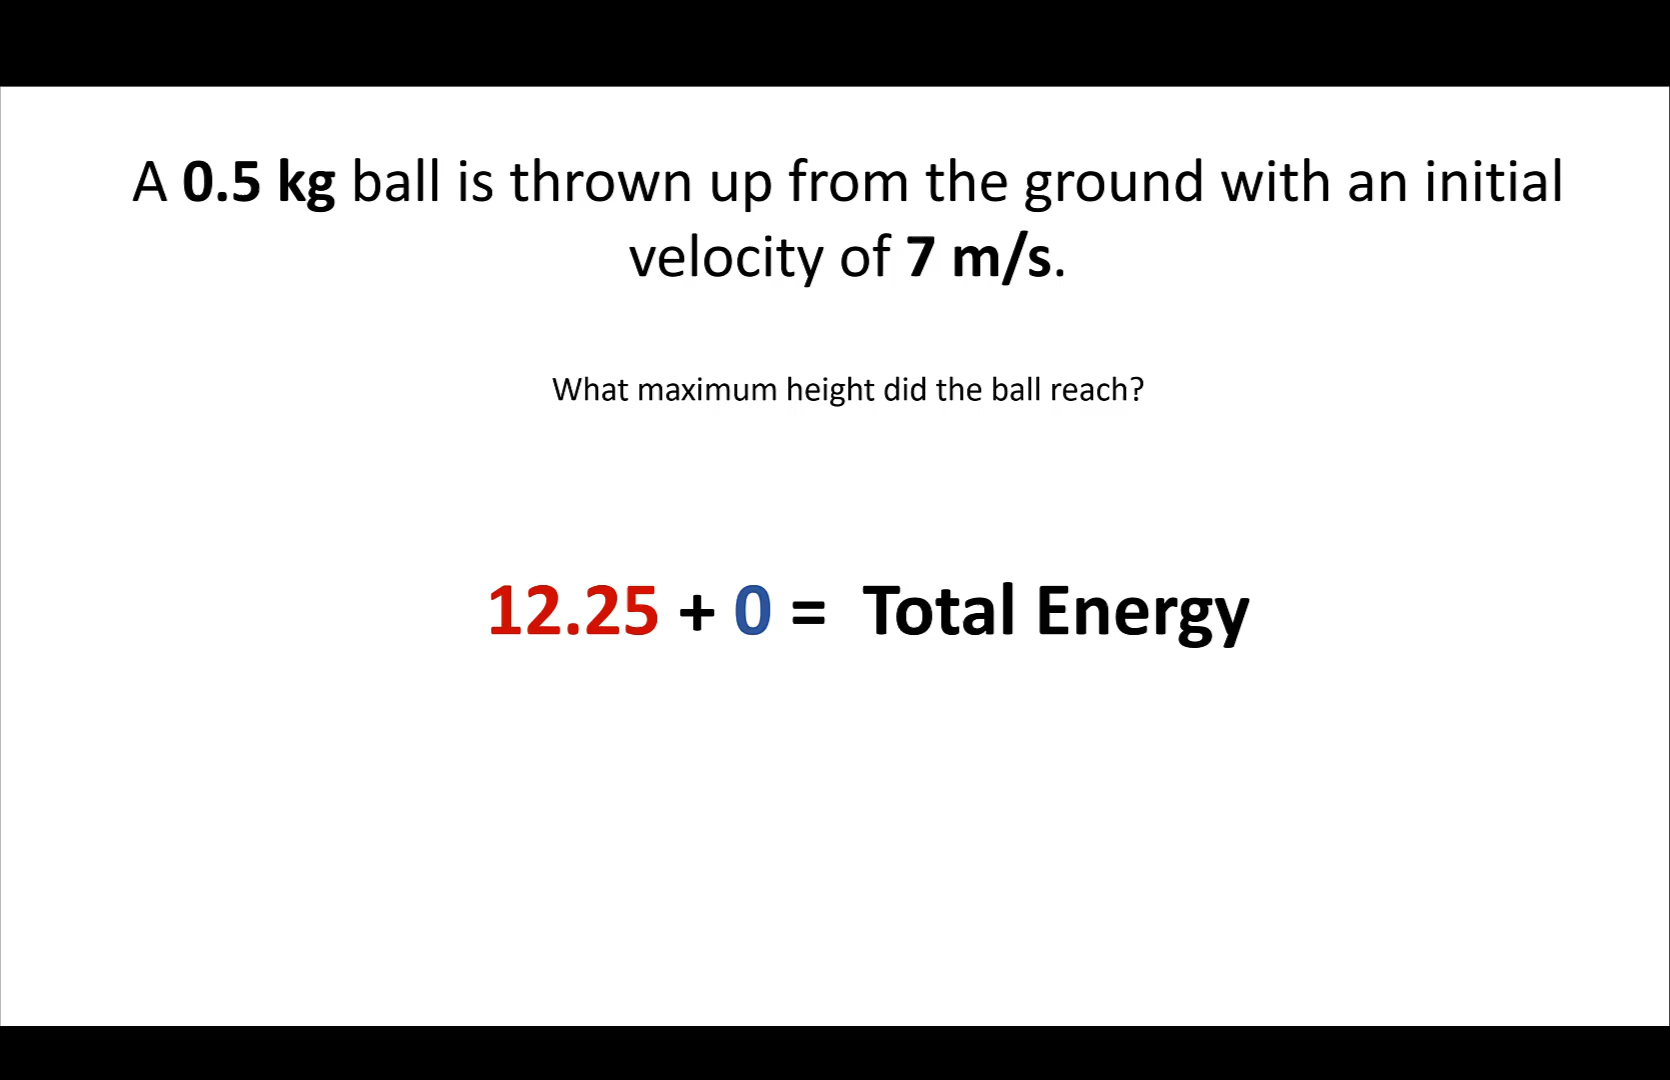 A 0.5 kg ball is thrown up from the ground with an initial
velocity of 7 m/s.
What maximum height did the ball reach?
12.25 + 0 = Total Energy